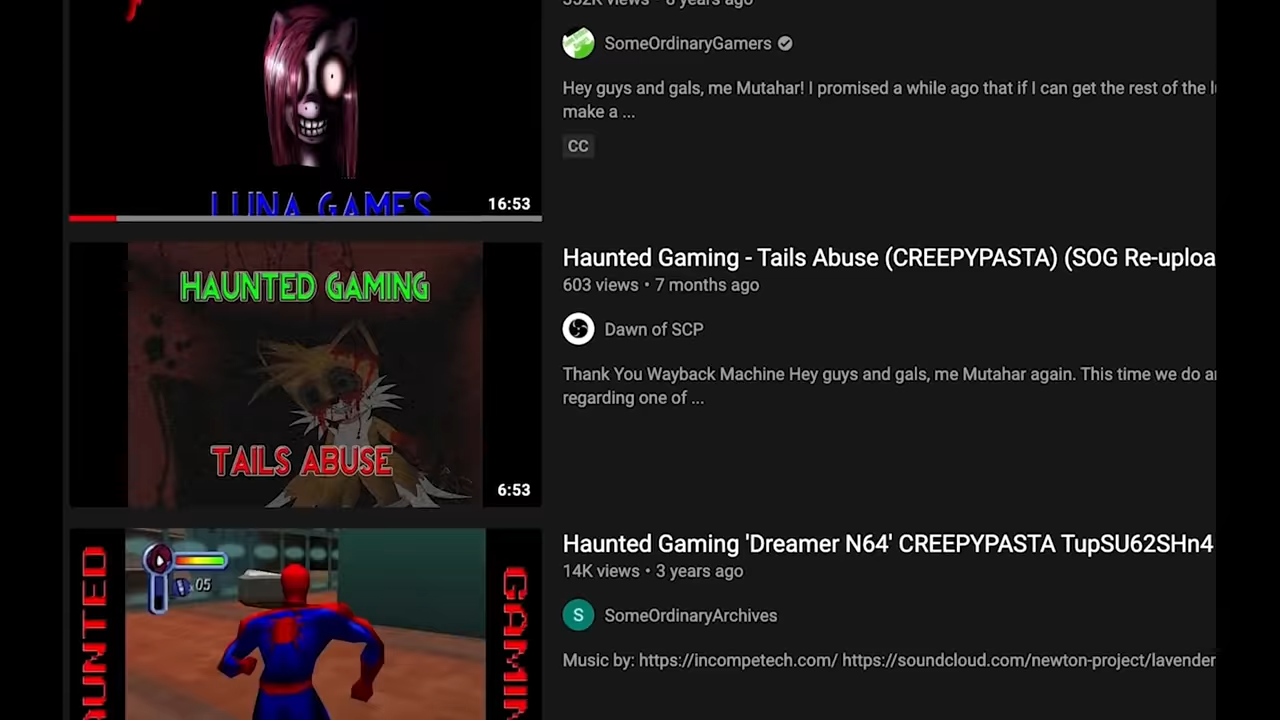 SomeOrdinaryGamers
Hey guys and gals, me Mutahar! I promised a while ago that if I can get the rest of the
make a ...
CC
LUNA GAMES
16:53
Haunted Gaming - Tails Abuse (CREEPYPASTA) (SOG Re-uploa
603 views • 7 months ago
HAUNTED GAMING
Dawn of SCP
Thank You Wayback Machine Hey guys and gals, me Mutahar again. This time we do
regarding one of ...
TAILS ABUSE
6:53
Haunted Gaming 'Dreamer N64' CREEPYPASTA TupSU62SHn4
14K views • 3 years ago
05
S
SomeOrdinaryArchives
Music by: https://incompetech.com/ https://soundcloud.com/newton-project/lavender